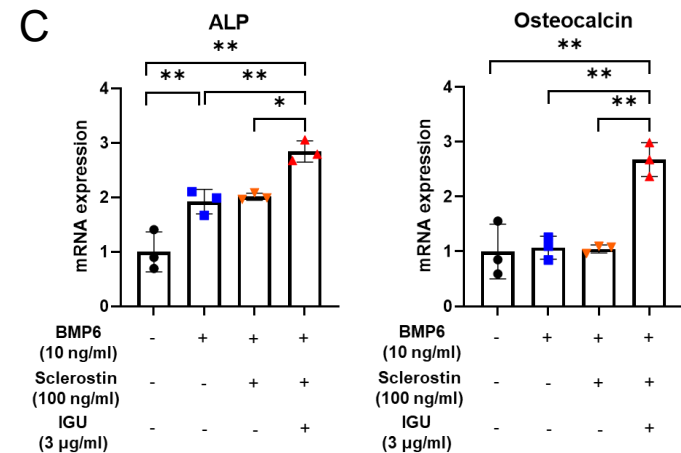 C
ALP
Osteocalcin
**
**
**
*
**
**
**
mRNA expression
4
3
2
1
0
mRNA expression
4
3
2
1
0
BMP6 - + + +
(10 ng/ml)
Sclerostin - - + +
(100 ng/ml)
IGU - - - +
(3 μg/ml)
BMP6 - + + +
(10 ng/ml)
Sclerostin - - + +
(100 ng/ml)
IGU - - - +
(3 μg/ml)